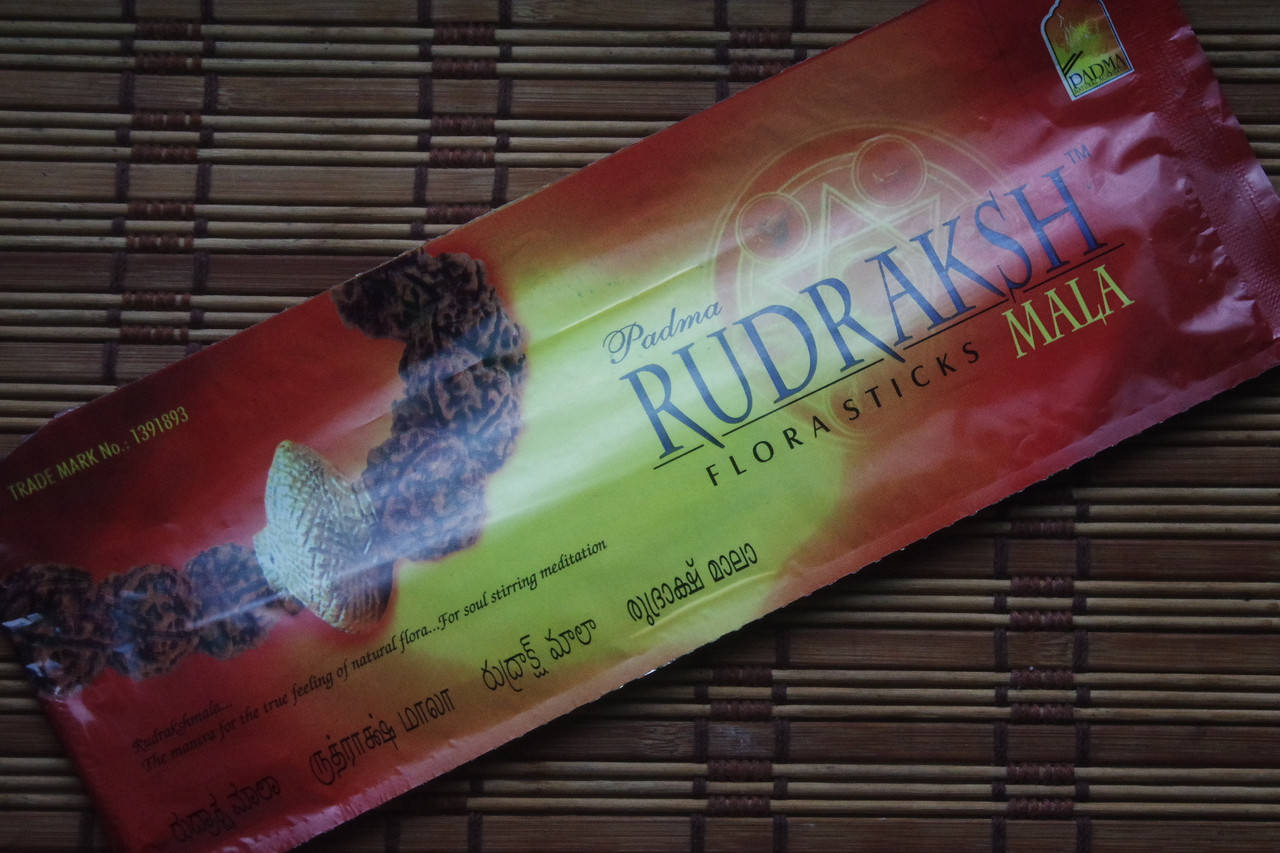 PADMA
Padma
RUDRAKSH™
MALA
FLORA STICKS
TRADE MARK No.: 1391893
Rudrakshmala...
The mantra for the true feeling of natural flora...For soul stirring meditation
ருத்ராக்ஷ் மாலா
రుద్రాక్ష్ మాలా
രുദ്രാക്ഷ് മാലാ